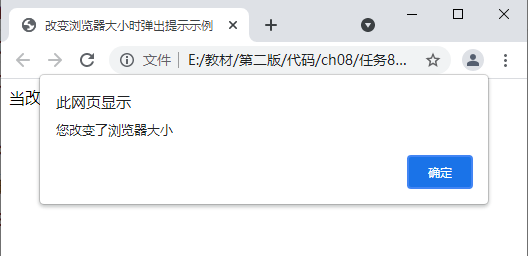 改变浏览器大小时弹出提示示例
文件 E:/教材/第二版/代码/ch08/任务8...
当改
此网页显示
您改变了浏览器大小
确定